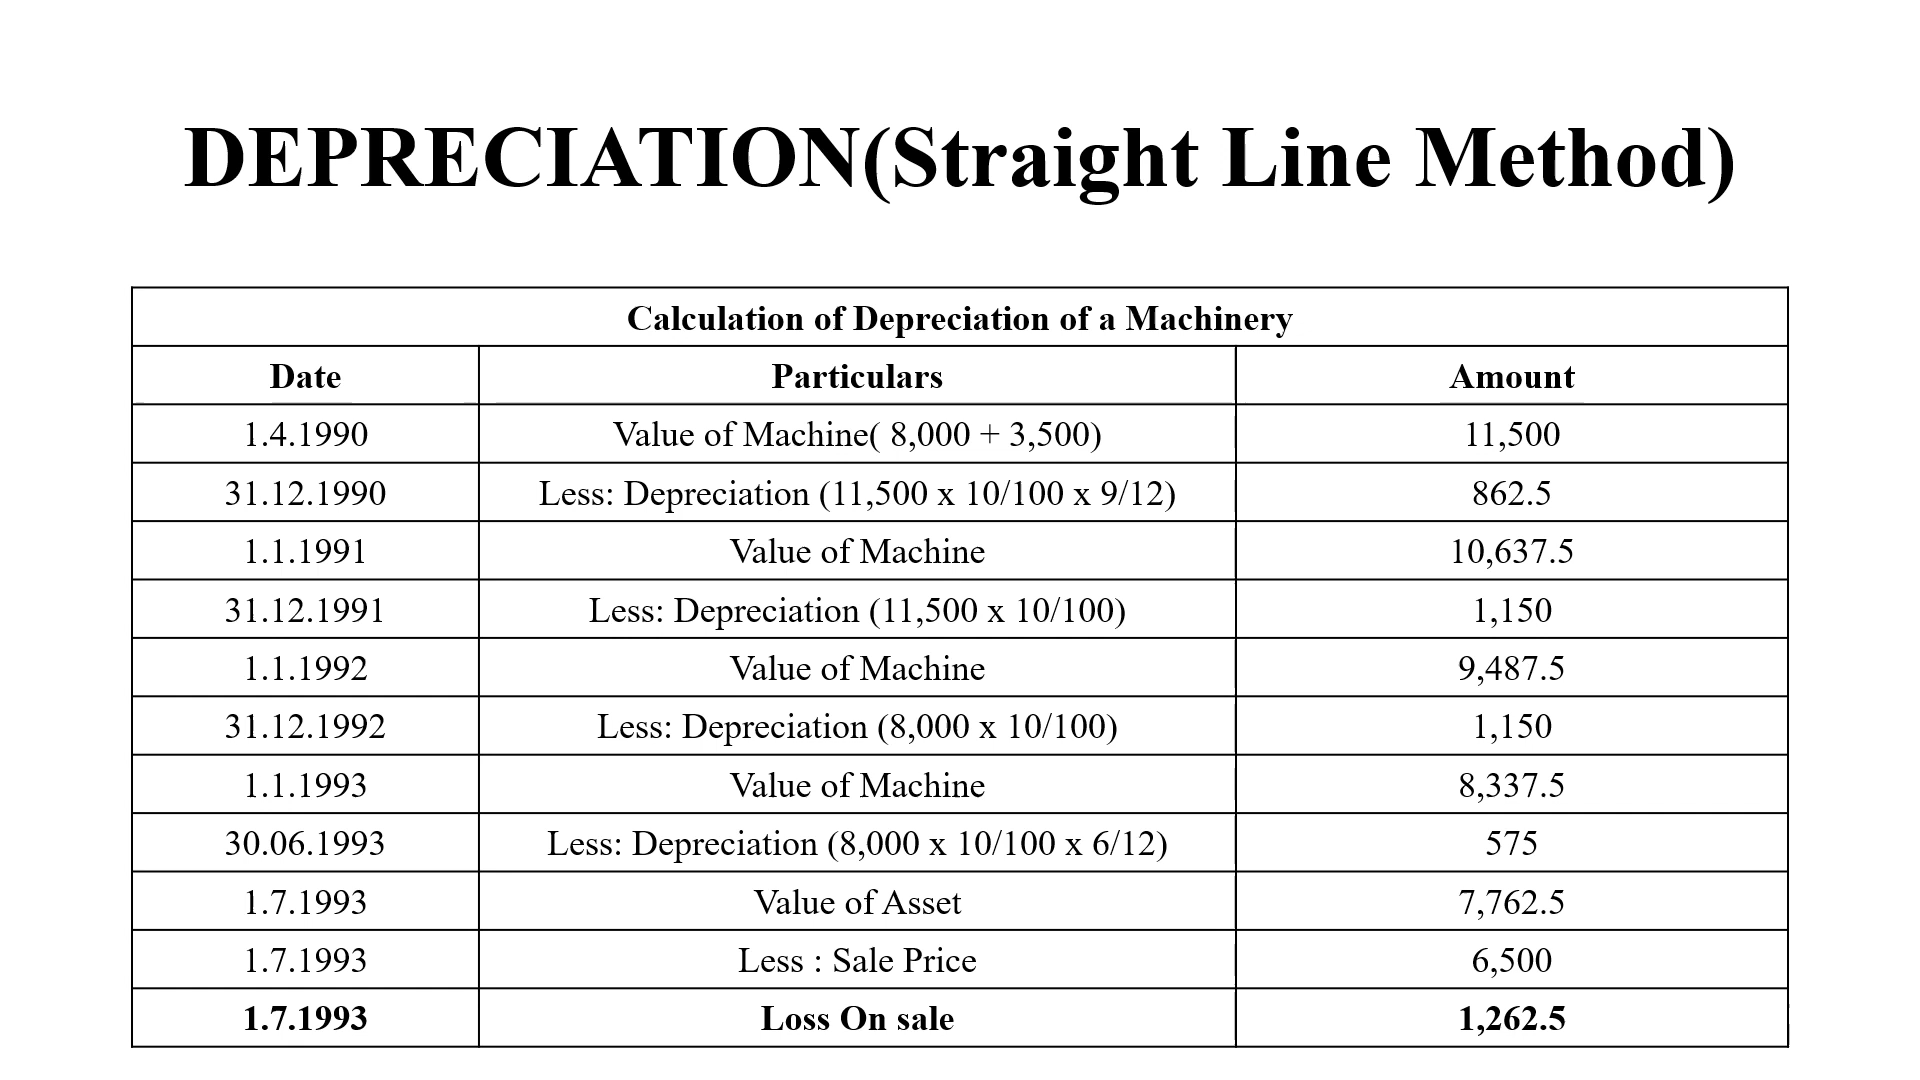 DEPRECIATION(Straight Line Method)
Calculation of Depreciation of a Machinery
Date Particulars Amount
1.4.1990 Value of Machine( 8,000 + 3,500) 11,500
31.12.1990 Less: Depreciation (11,500 x 10/100 x 9/12) 862.5
1.1.1991 Value of Machine 10,637.5
31.12.1991 Less: Depreciation (11,500 x 10/100) 1,150
1.1.1992 Value of Machine 9,487.5
31.12.1992 Less: Depreciation (8,000 x 10/100) 1,150
1.1.1993 Value of Machine 8,337.5
30.06.1993 Less: Depreciation (8,000 x 10/100 x 6/12) 575
1.7.1993 Value of Asset 7,762.5
1.7.1993 Less : Sale Price 6,500
1.7.1993 Loss On sale 1,262.5